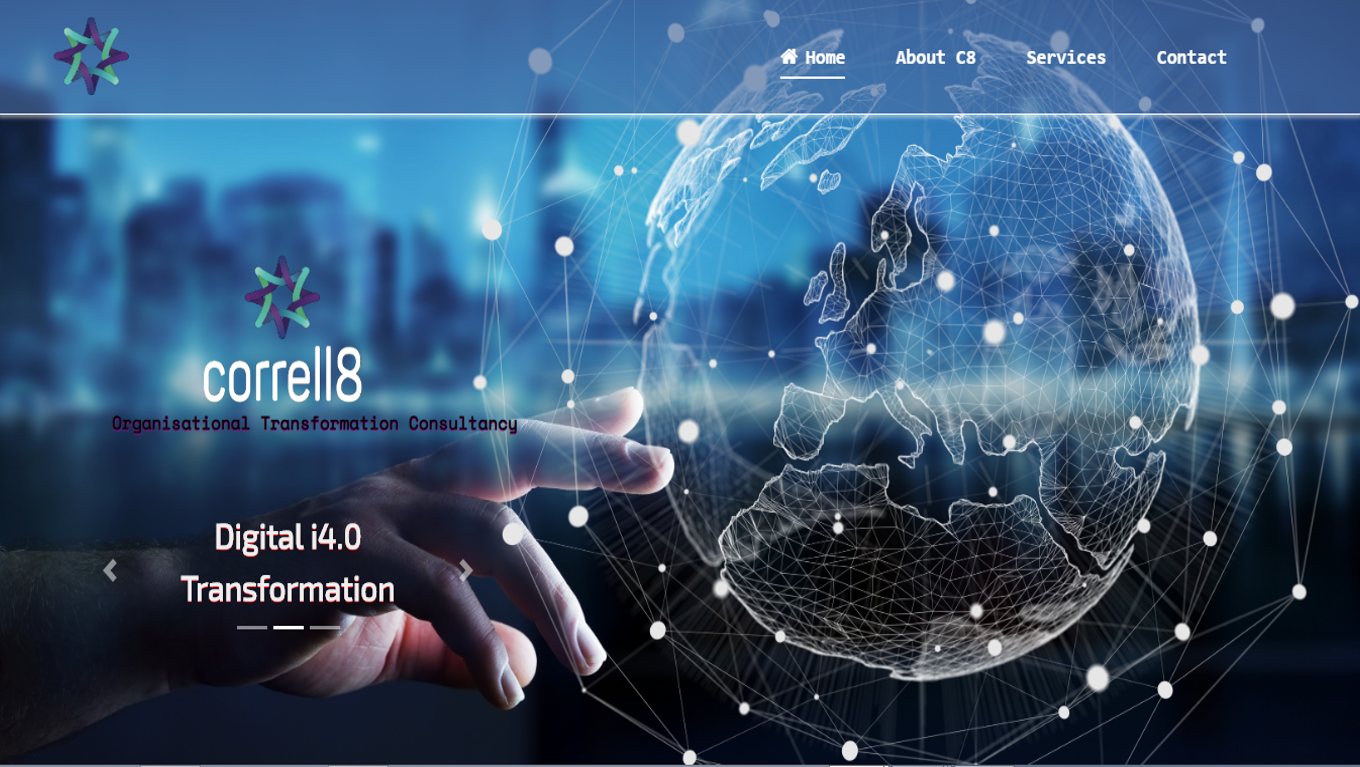 Home
About C8
Services
Contact
correll8
Organisational Transformation Consultancy
Digital i4.0
Transformation